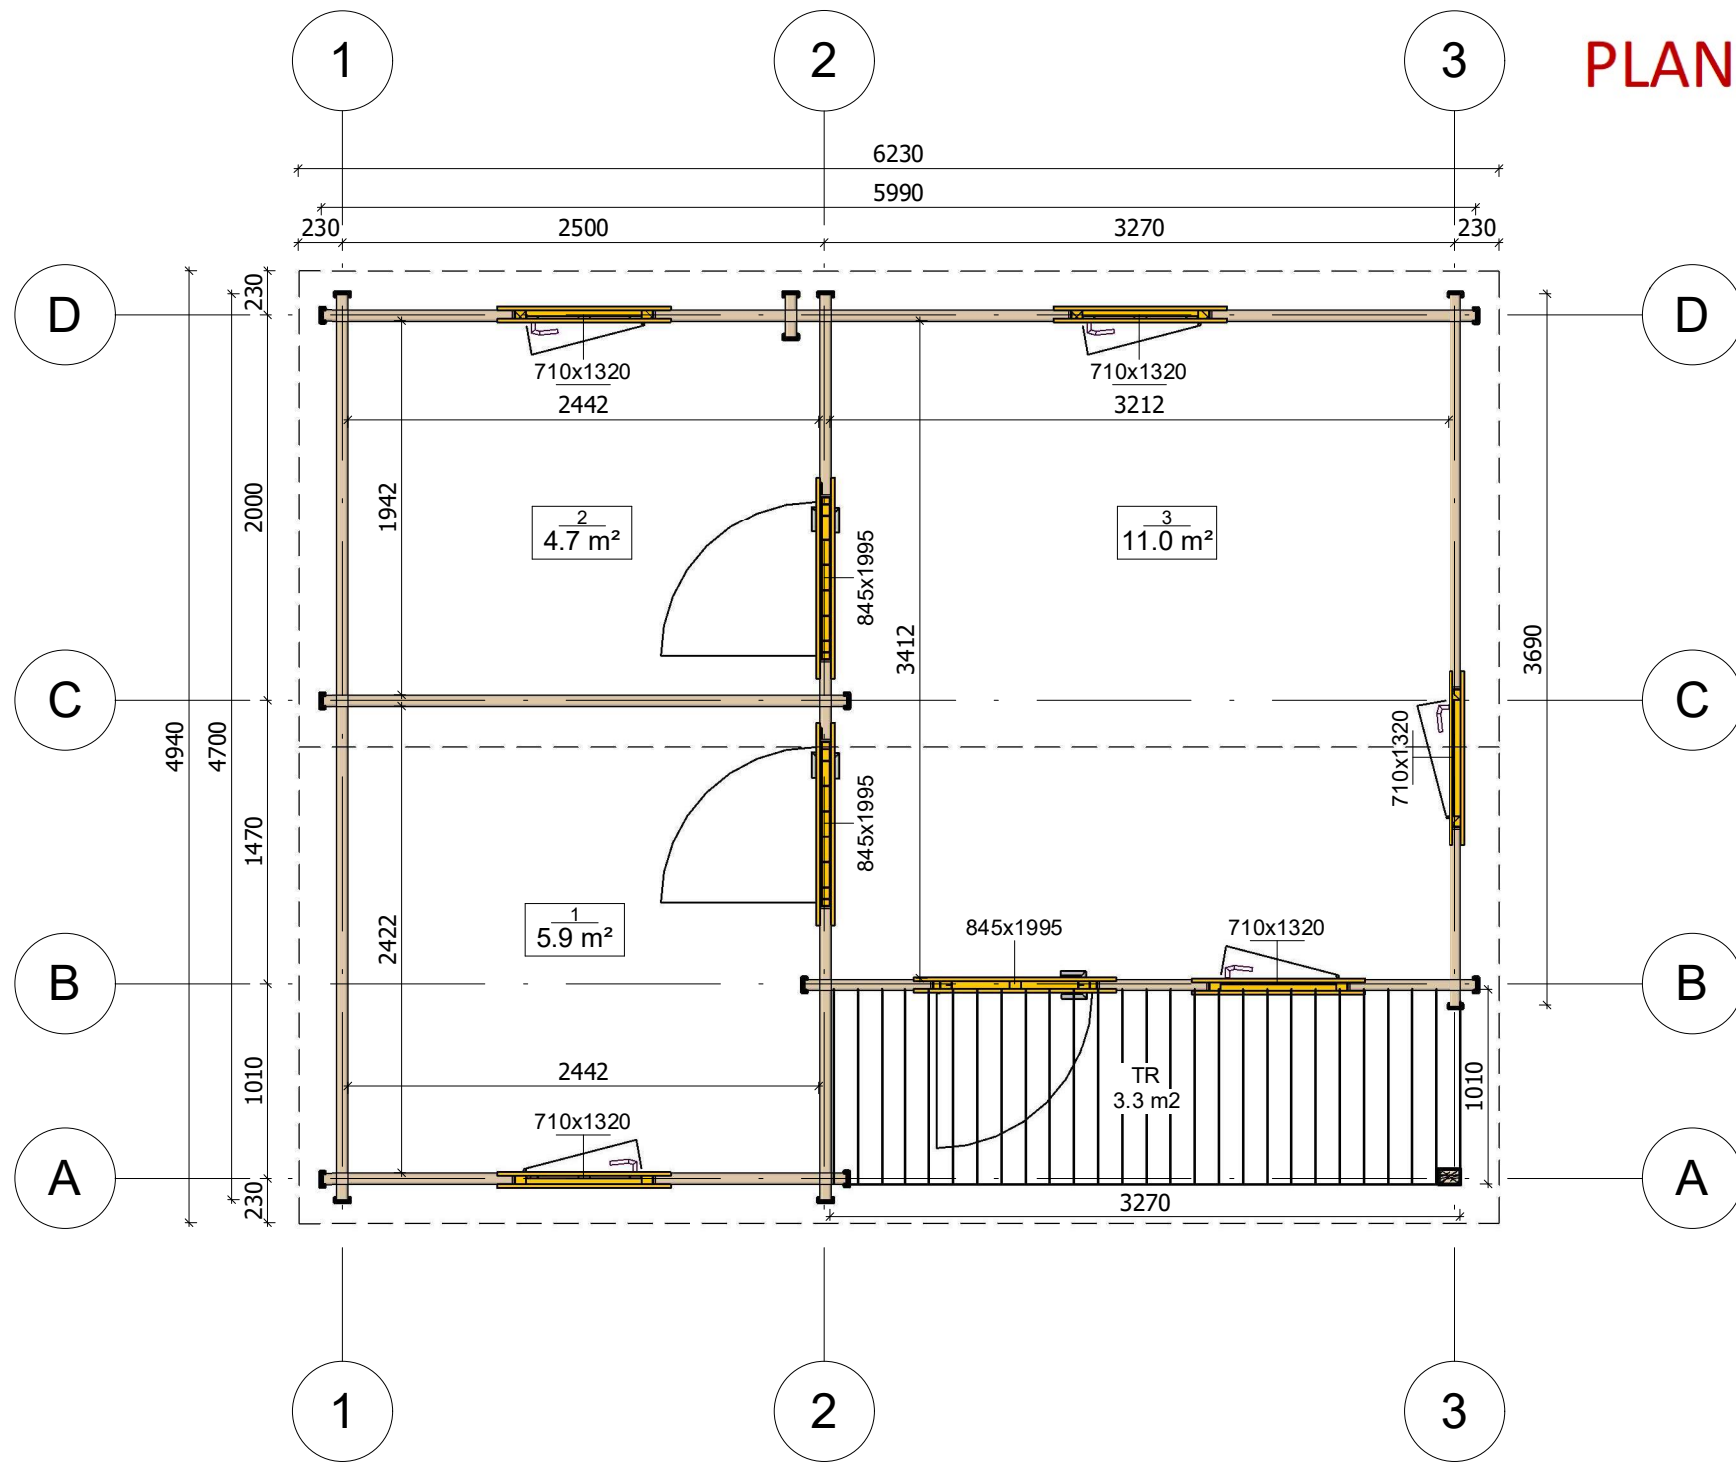 1
2
3
PLAN
6230
5990
230
2500
3270
230
D
D
230
710x1320
710x1320
2442
3212
2000
1942
2
4.7 m²
3
11.0 m²
845x1995
3412
3690
C
C
4940
4700
710x1320
1470
845x1995
1
5.9 m²
2422
845x1995
710x1320
B
B
1010
2442
TR
3.3 m2
1010
710x1320
A
A
230
3270
1
2
3